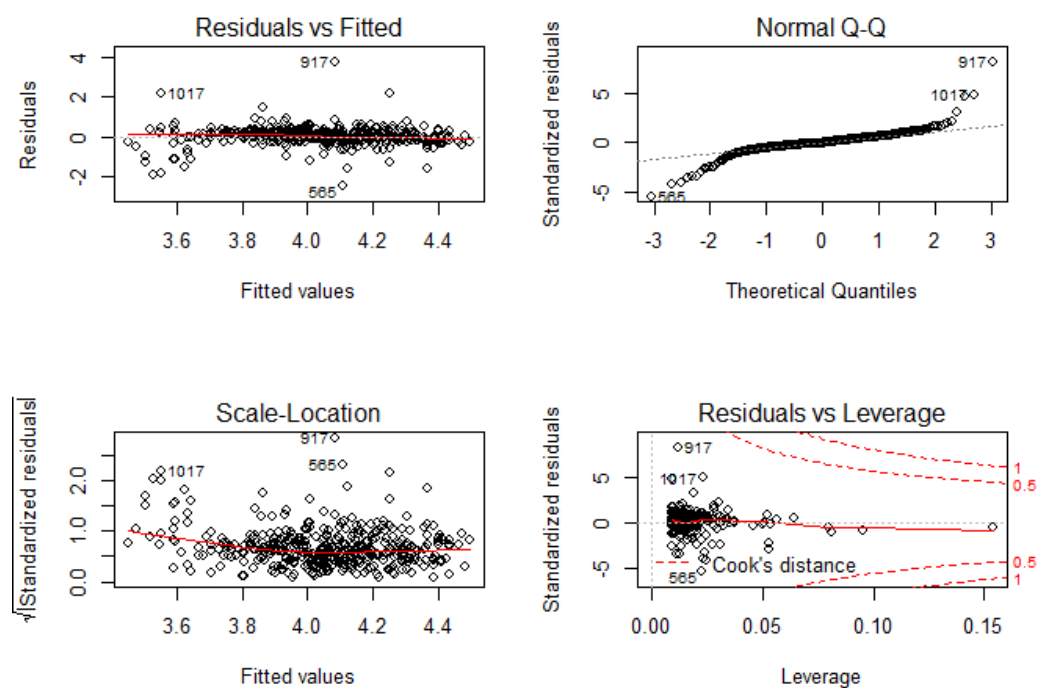 Residuals vs Fitted
Residuals
4
2
0
-2
917
1017
565
3.6 3.8 4.0 4.2 4.4
Fitted values
Normal Q-Q
Standardized residuals
5
0
-5
917
1017
565
-3 -2 -1 0 1 2 3
Theoretical Quantiles
Scale-Location
√|Standardized residuals|
2.0
1.0
0.0
917
1017
565
3.6 3.8 4.0 4.2 4.4
Fitted values
Residuals vs Leverage
Standardized residuals
5
0
-5
917
1017
565
Cook's distance
1
0.5
0.5
1
0.00 0.05 0.10 0.15
Leverage